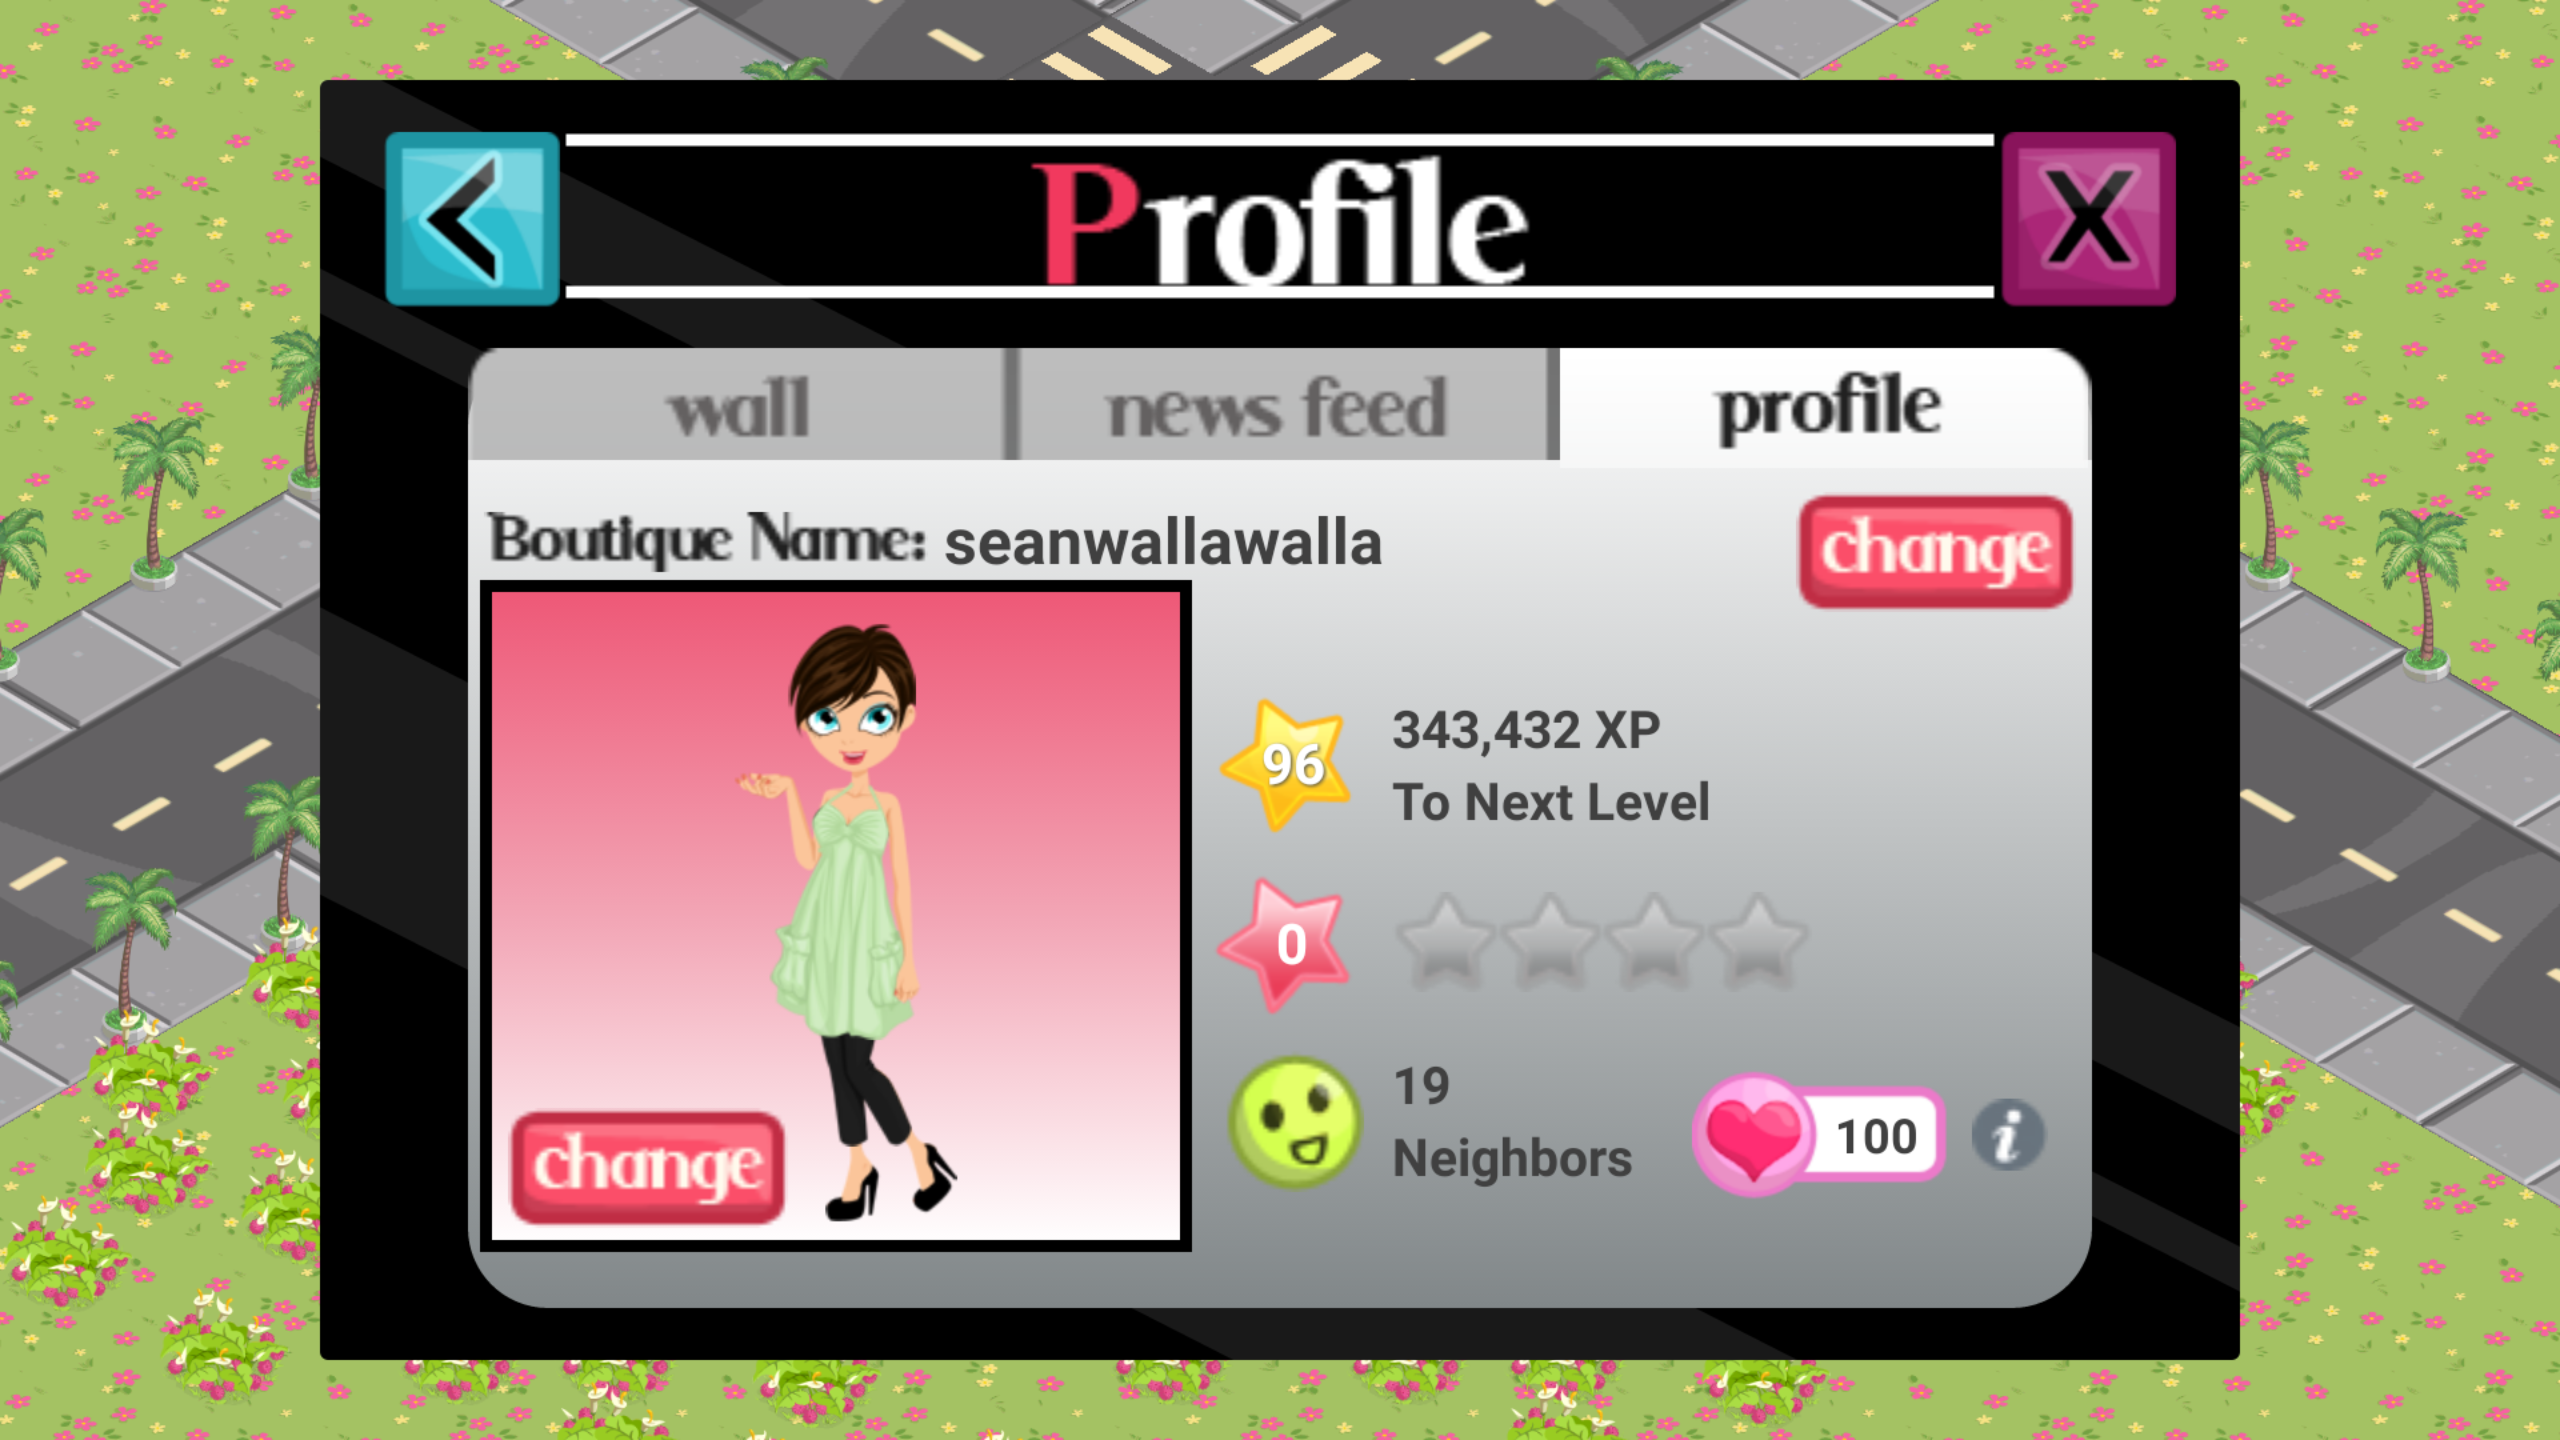 Profile
X
wall
news feed
profile
Boutique Name: seanwallawalla
change
96
343,432 XP
To Next Level
0
19
Neighbors
100
i
change